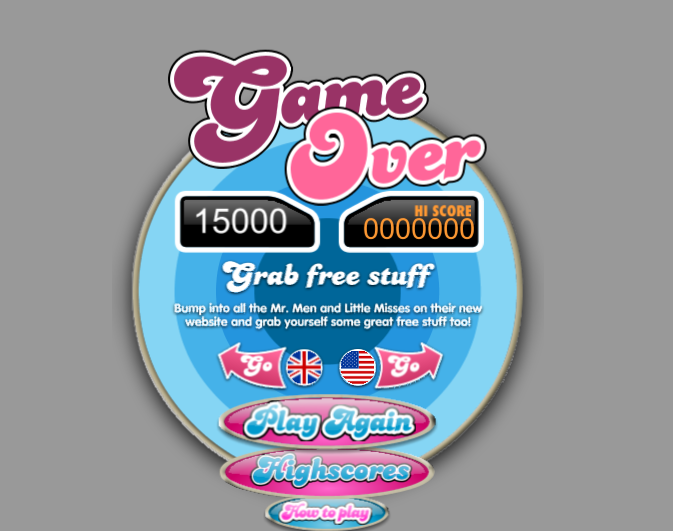 Game
Over
15000
HI SCORE
0000000
Grab free stuff
Bump into all the Mr. Men and Little Misses on their new
website and grab yourself some great free stuff too!
Go
Go
Play Again
Highscores
How to play